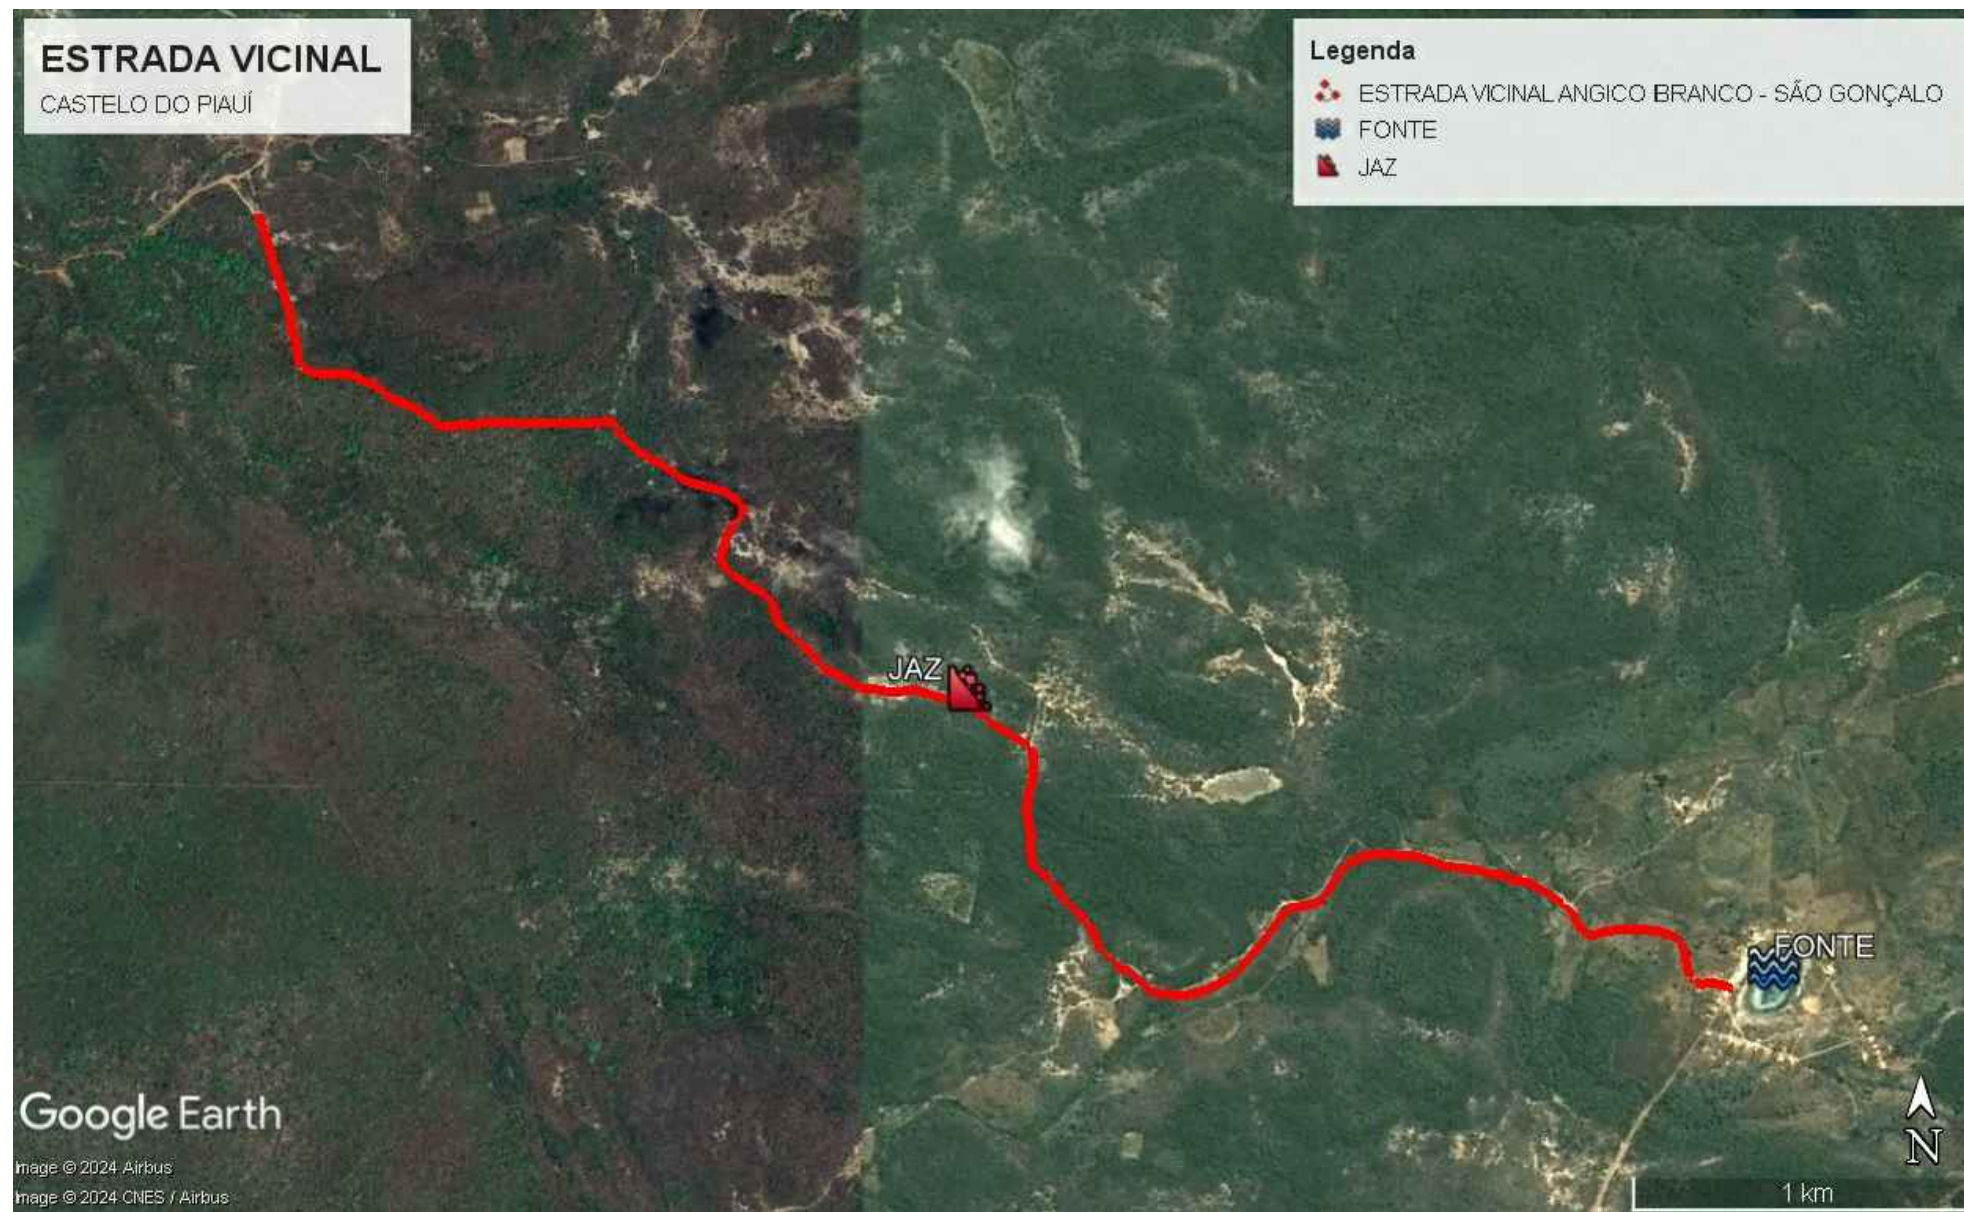 ESTRADA VICINAL
CASTELO DO PIAUÍ
Legenda
ESTRADA VICINAL ANGICO BRANCO - SÃO GONÇALO
FONTE
JAZ
JAZ
FONTE
Google Earth
Image © 2024 Airbus
Image © 2024 CNES / Airbus
N
1 km